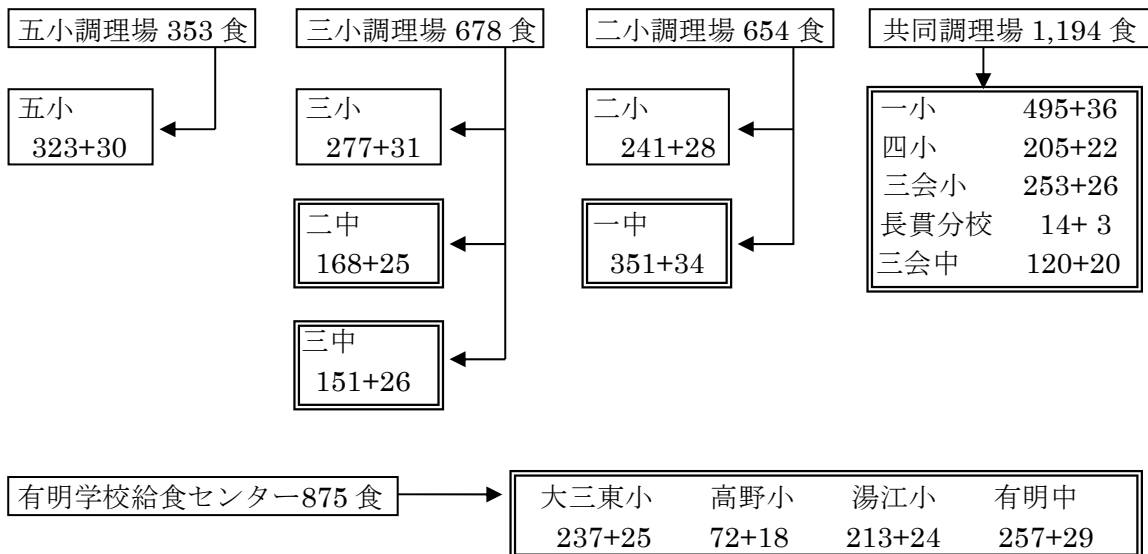 五小調理場 353 食
三小調理場 678 食
二小調理場 654 食
共同調理場 1,194 食
五小
323+30
三小
277+31
二中
168+25
三中
151+26
二小
241+28
一中
351+34
一小 495+36
四小 205+22
三会小 253+26
長貫分校 14+ 3
三会中 120+20
有明学校給食センター875 食
大三東小 高野小 湯江小 有明中
237+25 72+18 213+24 257+29